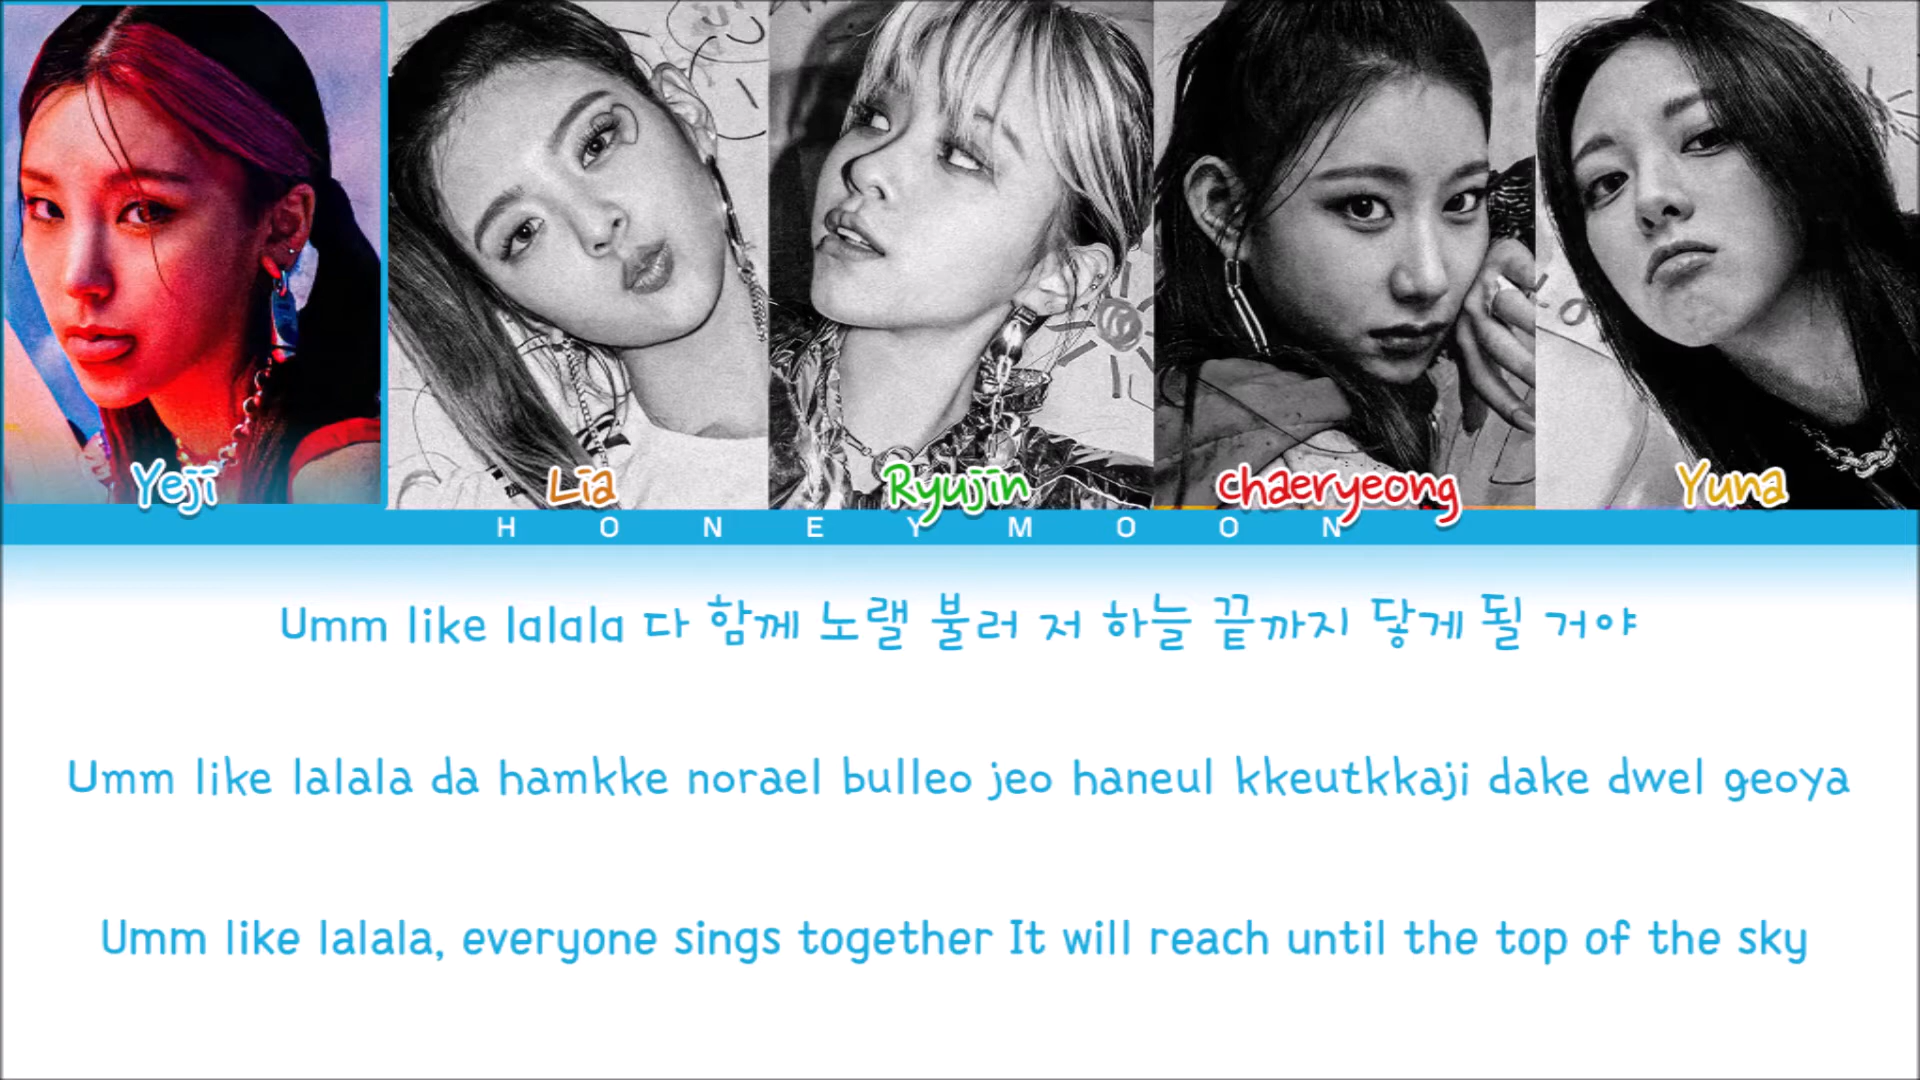 Yeji Lia Ryujin chaeryeong Yuna
HONEYMOON
Umm like lalala 다 함께 노랠 불러 저 하늘 끝까지 닿게 될 거야
Umm like lalala da hamkke norael bulleo jeo haneul kkeutkkaji dake dwel geoya
Umm like lalala, everyone sings together It will reach until the top of the sky